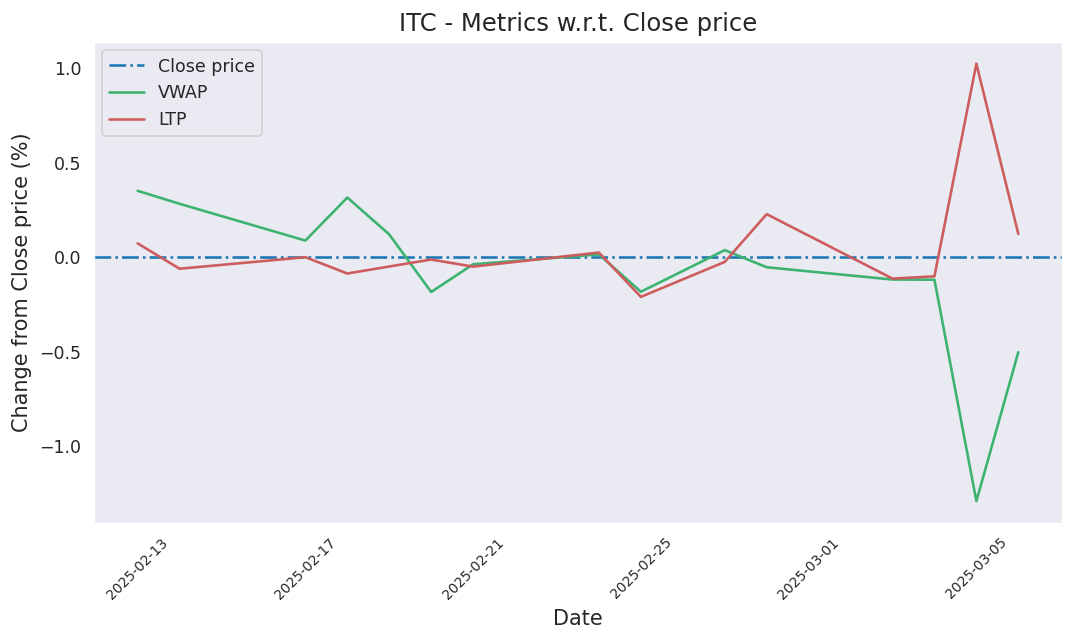 ITC - Metrics w.r.t. Close price
Close price
VWAP
LTP
Change from Close price (%)
1.0
0.5
0.0
−0.5
−1.0
2025-02-13
2025-02-17
2025-02-21
2025-02-25
2025-03-01
2025-03-05
Date